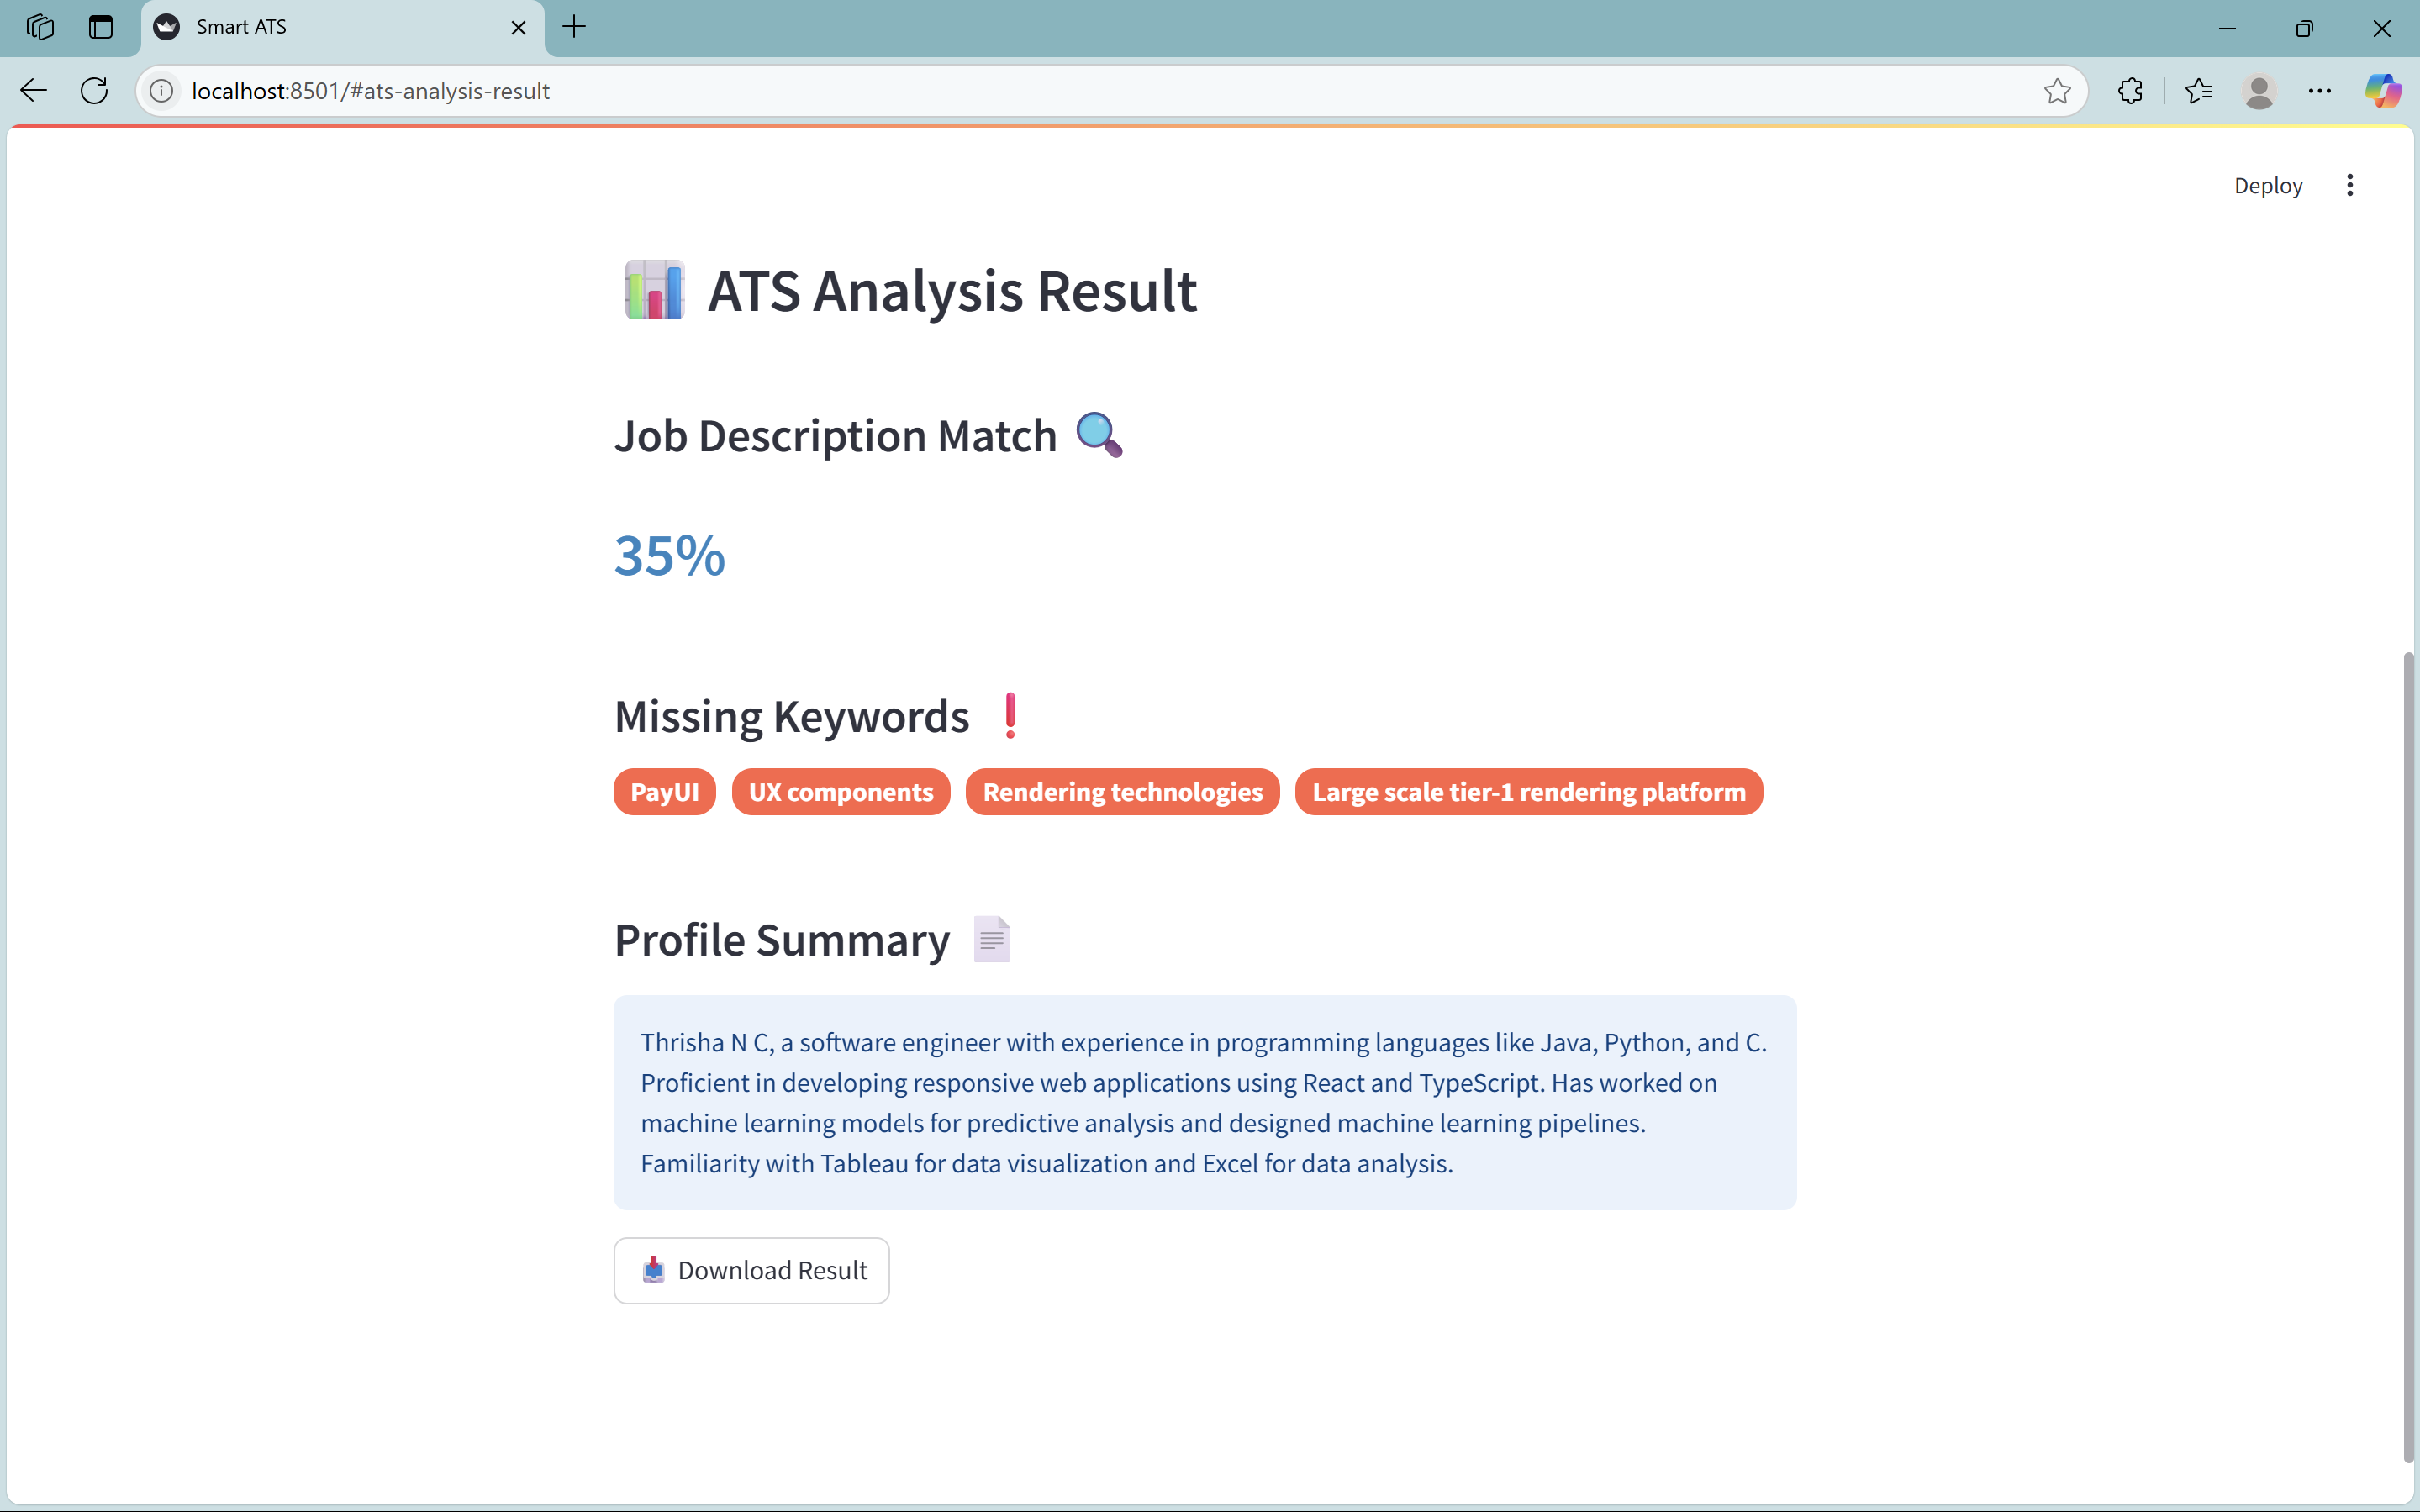 Smart ATS
localhost:8501/#ats-analysis-result
Deploy
ATS Analysis Result
Job Description Match
35%
Missing Keywords
PayUI UX components Rendering technologies Large scale tier-1 rendering platform
Profile Summary
Thrisha N C, a software engineer with experience in programming languages like Java, Python, and C.
Proficient in developing responsive web applications using React and TypeScript. Has worked on
machine learning models for predictive analysis and designed machine learning pipelines.
Familiarity with Tableau for data visualization and Excel for data analysis.
Download Result